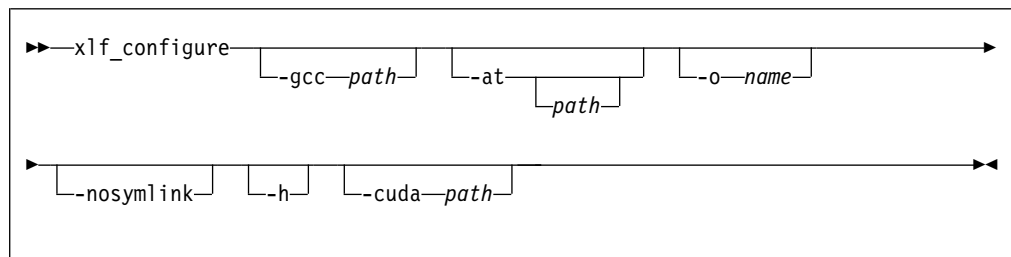 xlf_configure
-gcc path
-at
path
-o name
-nosymlink
-h
-cuda path